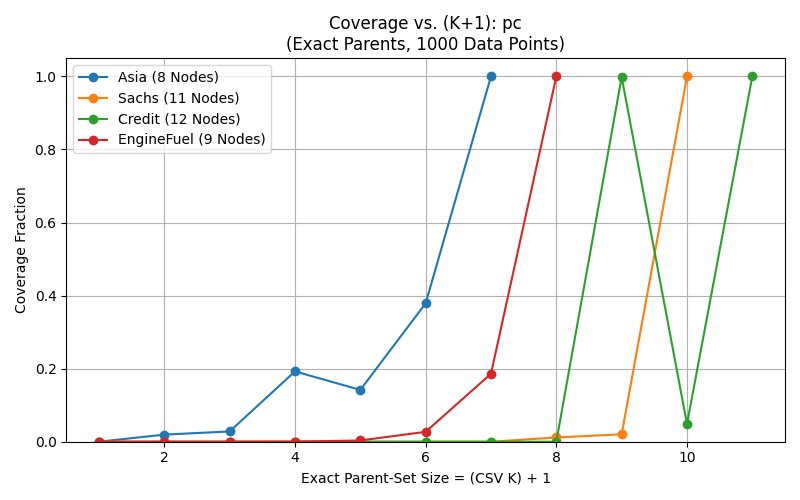 Coverage vs. (K+1): pc
(Exact Parents, 1000 Data Points)
Asia (8 Nodes)
Sachs (11 Nodes)
Credit (12 Nodes)
EngineFuel (9 Nodes)
Coverage Fraction
1.0
0.8
0.6
0.4
0.2
0.0
2 4 6 8 10
Exact Parent-Set Size = (CSV K) + 1